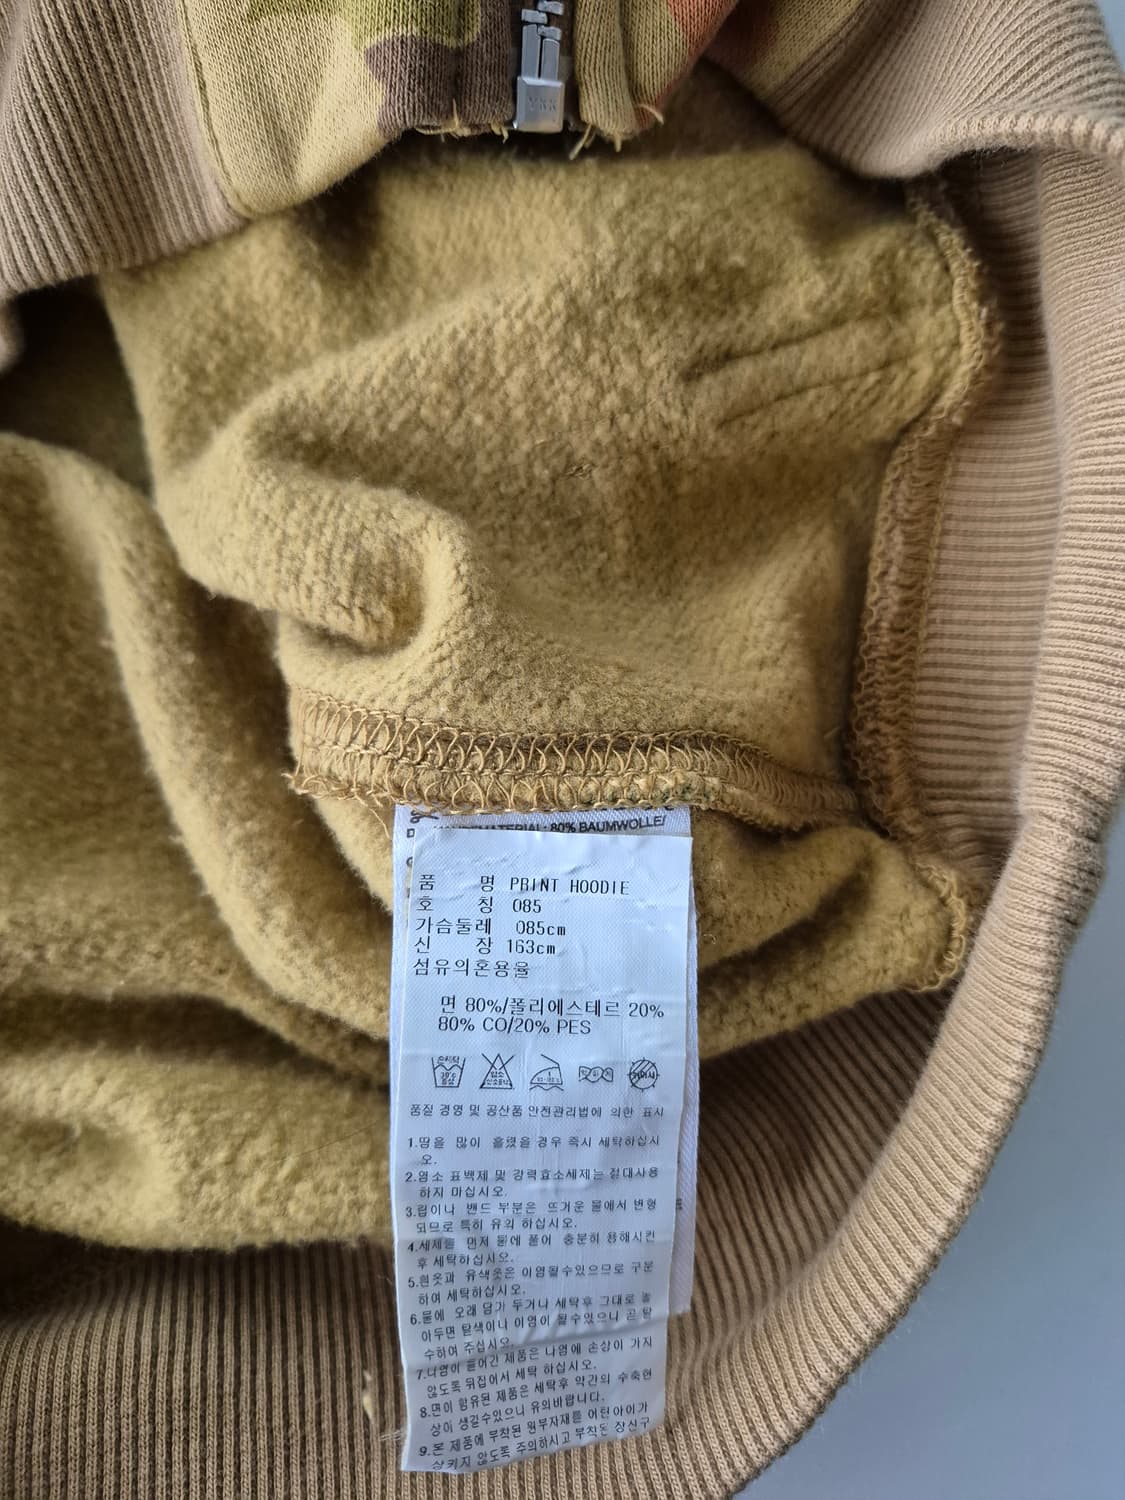 YKK
MATERIAL: 80% BAUMWOLLE/
품 명 PRINT HOODIE
호 칭 085
가슴둘레 085cm
신 장 163cm
섬유의혼용율
면 80%/폴리에스테르 20%
80% CO/20% PES
품질 경영 및 공산품 안전관리법에 의한 표시
1.땀을 많이 흘렸을 경우 즉시 세탁하십시
오.
2.염소 표백제 및 강력효소세제는 절대사용
하지 마십시오.
3.립이나 밴드 부분은 뜨거운 물에서 변형
되므로 특히 유의 하십시오.
4.세제를 먼저 물에 풀어 충분히 용해시킨
후 세탁하십시오.
5.흰옷과 유색옷은 이염될수있으므로 구분
하여 세탁하십시오.
6.물에 오래 담가 두거나 세탁후 그대로 놓
아두면 탈색이나 이염이 될수있으니 곧 탈
수하여 주십시오.
7.나염이 들어간 제품은 나염에 손상이 가지
않도록 뒤집어서 세탁 하십시오.
8.면이 함유된 제품은 세탁후 약간의 수축현
상이 생길수있으니 유의바랍니다.
9.본 제품에 부착된 원부자재를 어린아이가
삼키지 않도록 주의하시고 부착된 장신구